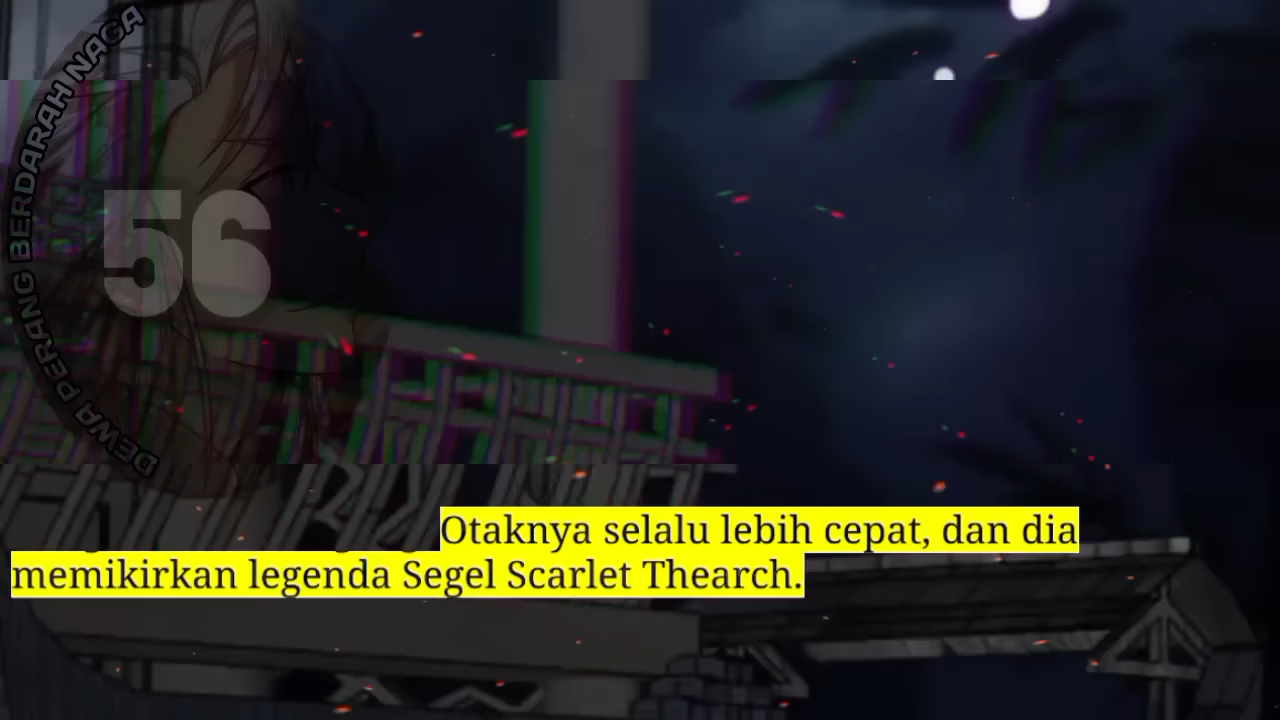 DEWA PERANG BERDARAH NAGA
56
Otaknya selalu lebih cepat, dan dia
memikirkan legenda Segel Scarlet Thearch.